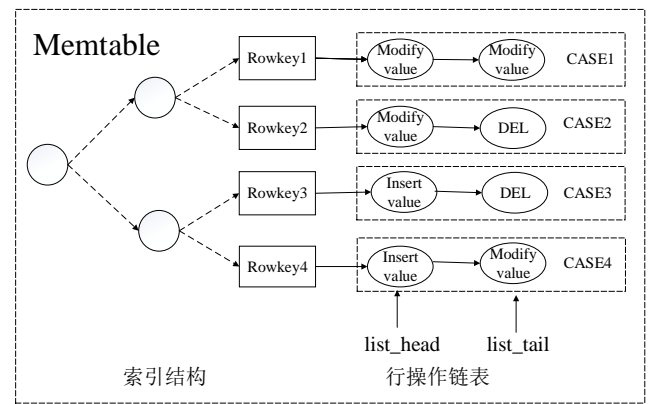 Memtable
Rowkey1
Modify value
Modify value
CASE1
Rowkey2
Modify value
DEL
CASE2
Rowkey3
Insert value
DEL
CASE3
Rowkey4
Insert value
Modify value
CASE4
list_head
list_tail
索引结构
行操作链表